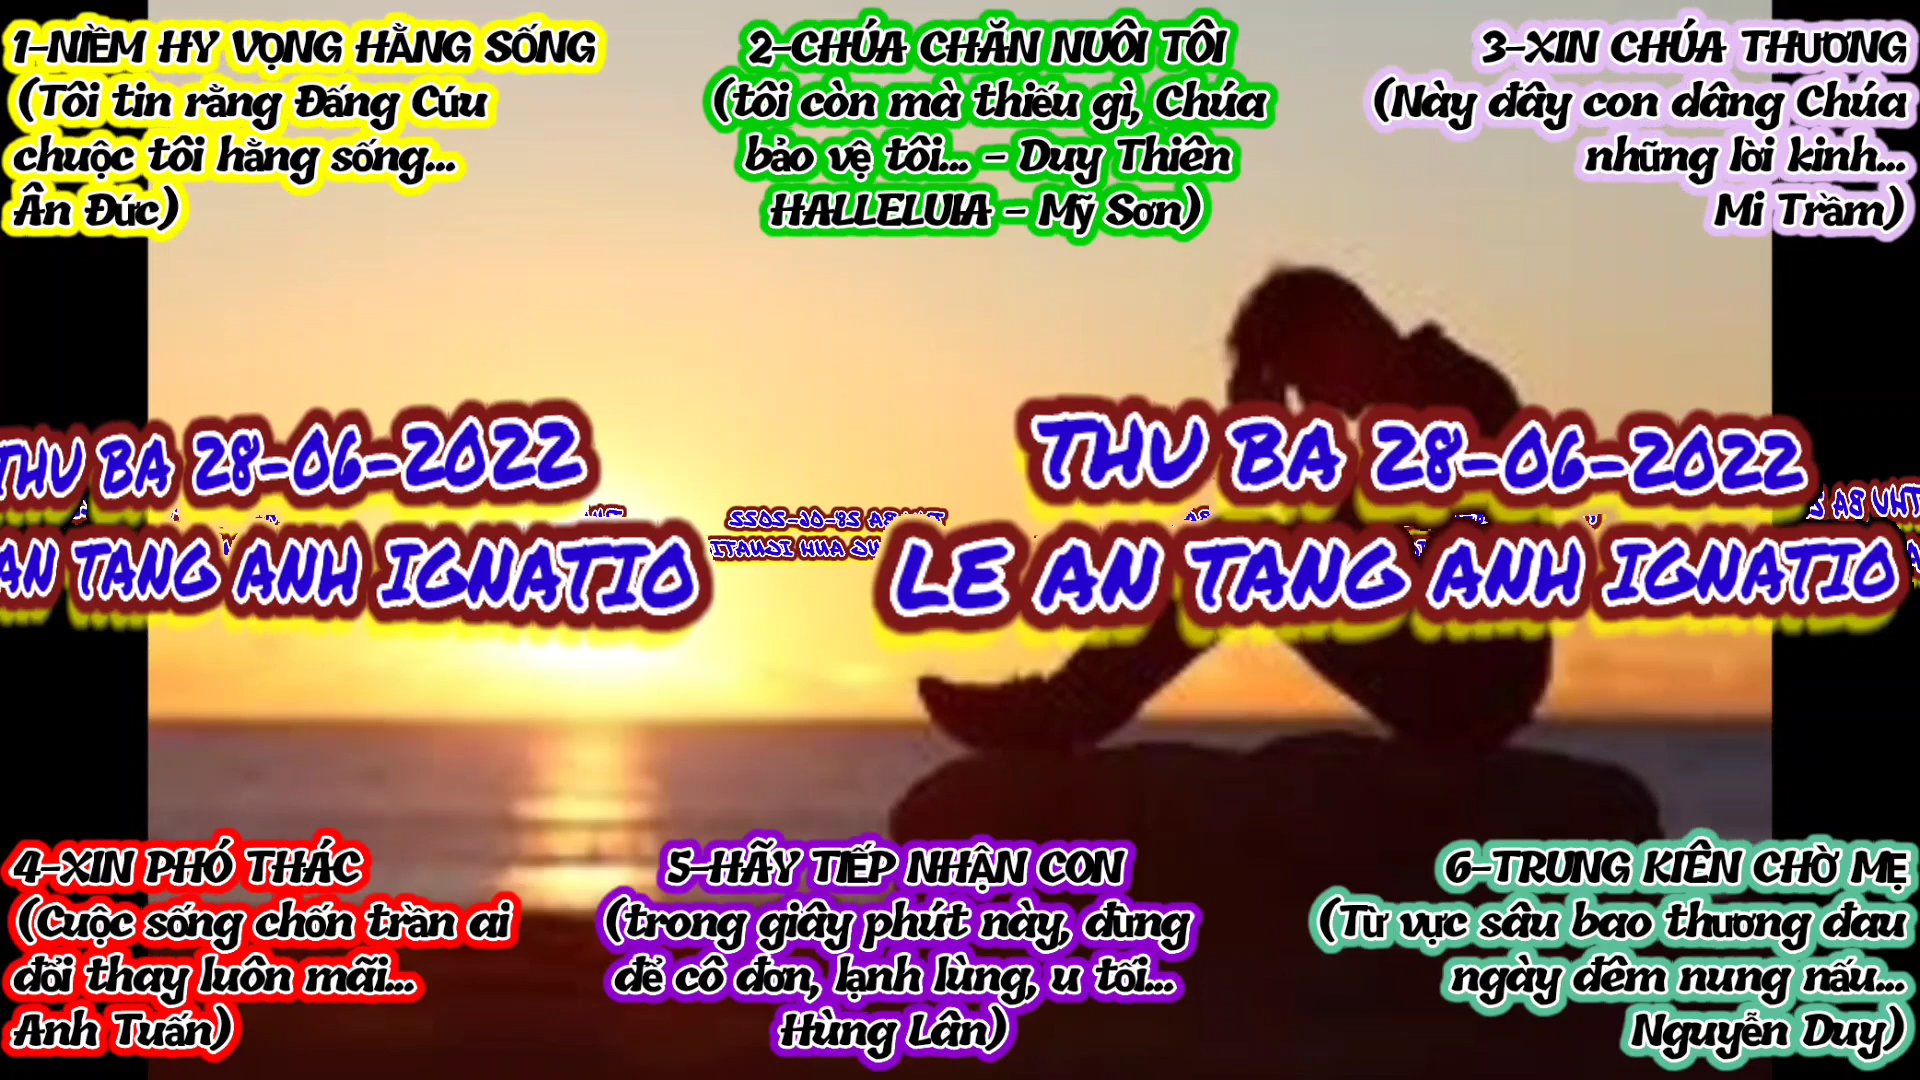 1-NIỀM HY VỌNG HẰNG SỐNG
(Tôi tin rằng Đấng Cứu
chuộc tôi hằng sống...
Ân Đức)
2-CHÚA CHĂN NUÔI TÔI
(tôi còn mà thiếu gì, Chúa
bảo vệ tôi... - Duy Thiên
HALLELUIA - Mỹ Sơn)
3-XIN CHÚA THƯƠNG
(Này đây con dâng Chúa
những lời kinh...
Mi Trầm)
THU BA 28-06-2022
AN TANG ANH IGNATIO
THU BA 28-06-2022
LE AN TANG ANH IGNATIO
4-XIN PHÓ THÁC
(Cuộc sống chốn trần ai
đổi thay luôn mãi...
Anh Tuấn)
5-HÃY TIẾP NHẬN CON
(trong giây phút này, đừng
để cô đơn, lạnh lùng, u tối...
Hùng Lân)
6-TRUNG KIÊN CHỜ MẸ
(Từ vực sâu bao thương đau
ngày đêm nung nấu...
Nguyễn Duy)